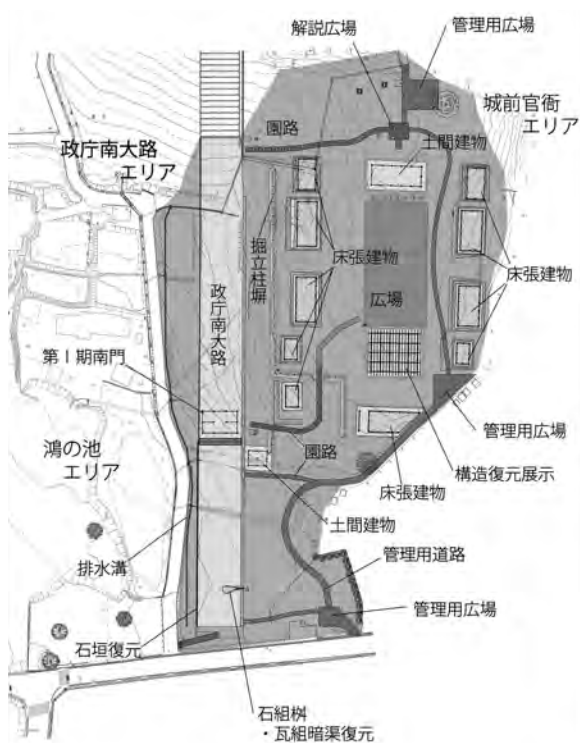 解説広場
管理用広場
城前官衙
エリア
園路
土間建物
政庁南大路
エリア
掘立柱塀
床張建物
床張建物
政庁南大路
広場
第Ⅰ期南門
鴻の池
エリア
管理用広場
園路
構造復元展示
床張建物
土間建物
排水溝
管理用道路
管理用広場
石垣復元
石組桝
・瓦組暗渠復元